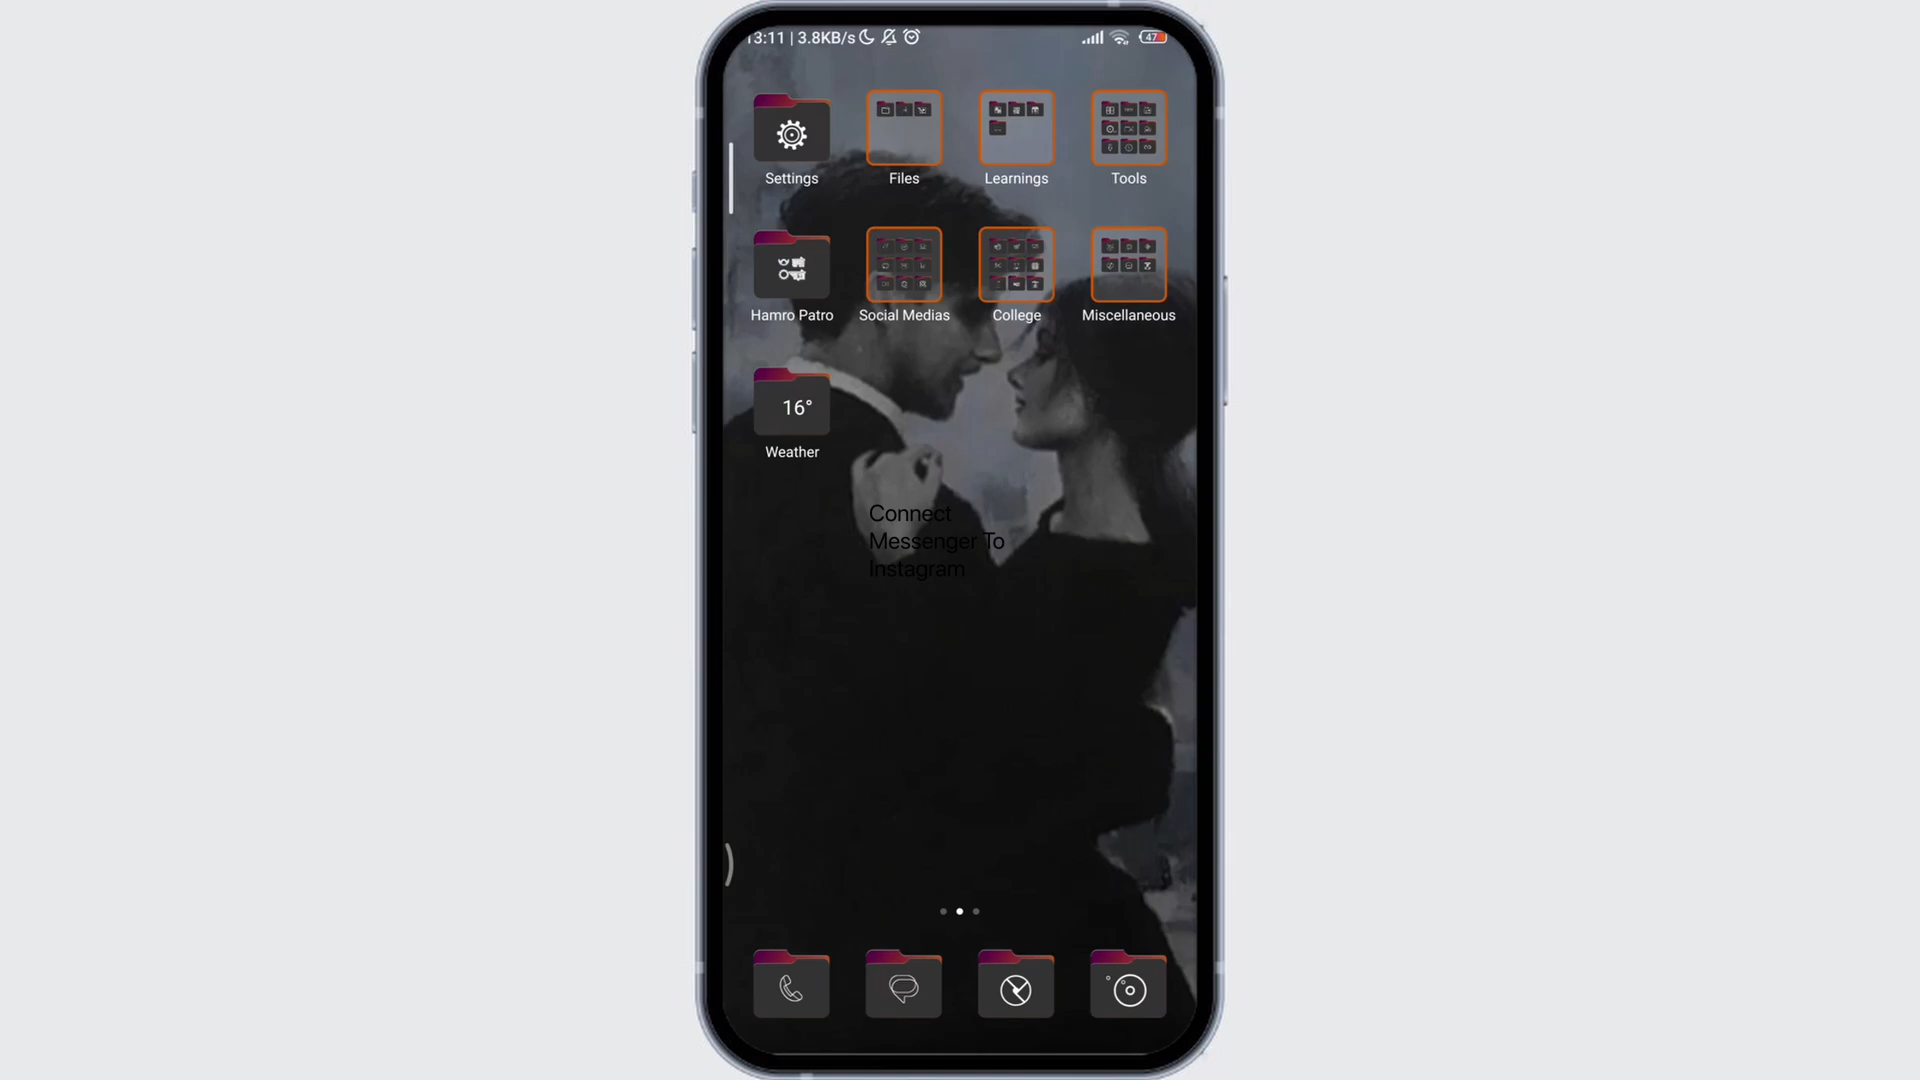 13:11 | 3.8KB/s
47
Settings
Files
Learnings
Tools
Hamro Patro
Social Medias
College
Miscellaneous
16°
Weather
Connect
Messenger To
Instagram